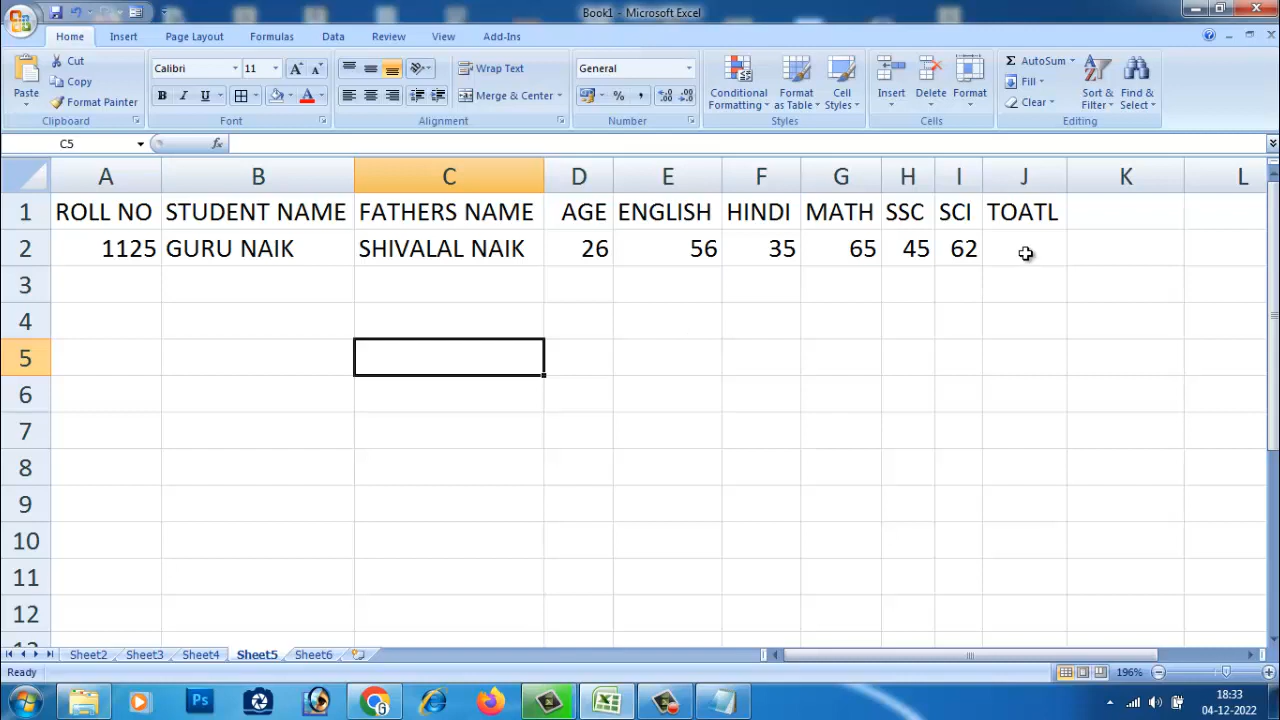 Book1 - Microsoft Excel
Home Insert Page Layout Formulas Data Review View Add-Ins
Paste
Cut
Copy
Format Painter
Clipboard
Calibri 11
B I U
Font
Wrap Text
Merge & Center
Alignment
General
%
Number
Conditional Formatting
Format as Table
Cell Styles
Styles
Insert
Delete
Format
Cells
Σ AutoSum
Fill
Clear
Sort & Filter
Find & Select
Editing
C5 fx
A B C D E F G H I J K L
1 ROLL NO STUDENT NAME FATHERS NAME AGE ENGLISH HINDI MATH SSC SCI TOATL
2 1125 GURU NAIK SHIVALAL NAIK 26 56 35 65 45 62
3
4
5
6
7
8
9
10
11
12
Sheet2 Sheet3 Sheet4 Sheet5 Sheet6
Ready 196%
Ps
18:33
04-12-2022